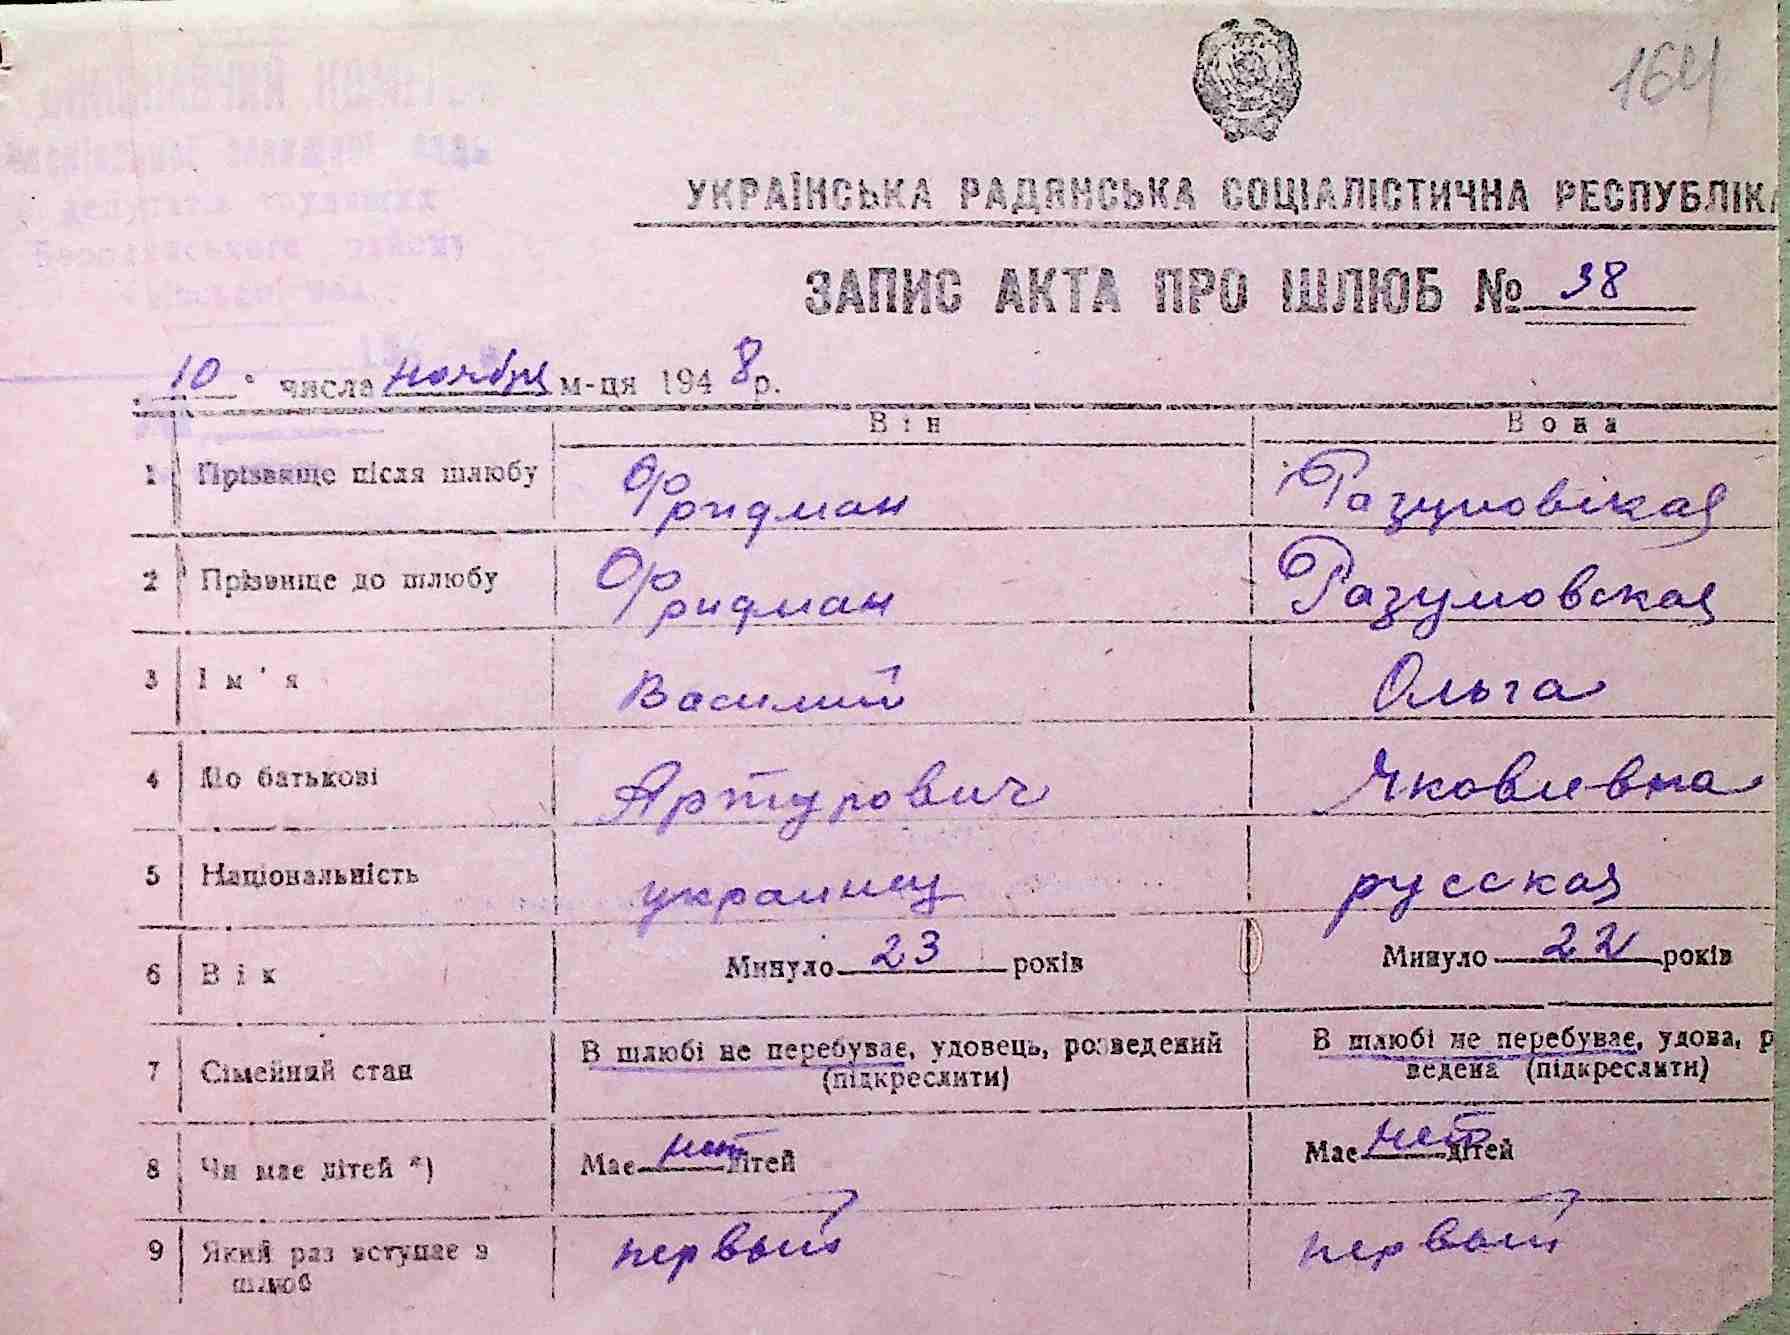 164
УКРАЇНСЬКА РАДЯНСЬКА СОЦІАЛІСТИЧНА РЕСПУБЛІКА
ЗАПИС АКТА ПРО ШЛЮБ № 38
депутатів трудящих
району
10 числа ноября м-ця 1948 р.
Він Вона
1 Прізвище після шлюбу Фридман Разумовская
2 Прізвище до шлюбу Фридман Разумовская
3 Ім'я Василий Ольга
4 По батькові Артурович Яковлевна
5 Національність украинец русская
6 Вік Минуло 23 років Минуло 22 років
7 Сімейний стан В шлюбі не перебуває, удовець, розведений (підкреслити) В шлюбі не перебуває, удова, р
ведена (підкреслити)
8 Чи має дітей *) Має нет дітей Має нет дітей
9 Який раз вступає в первый первый
шлюб